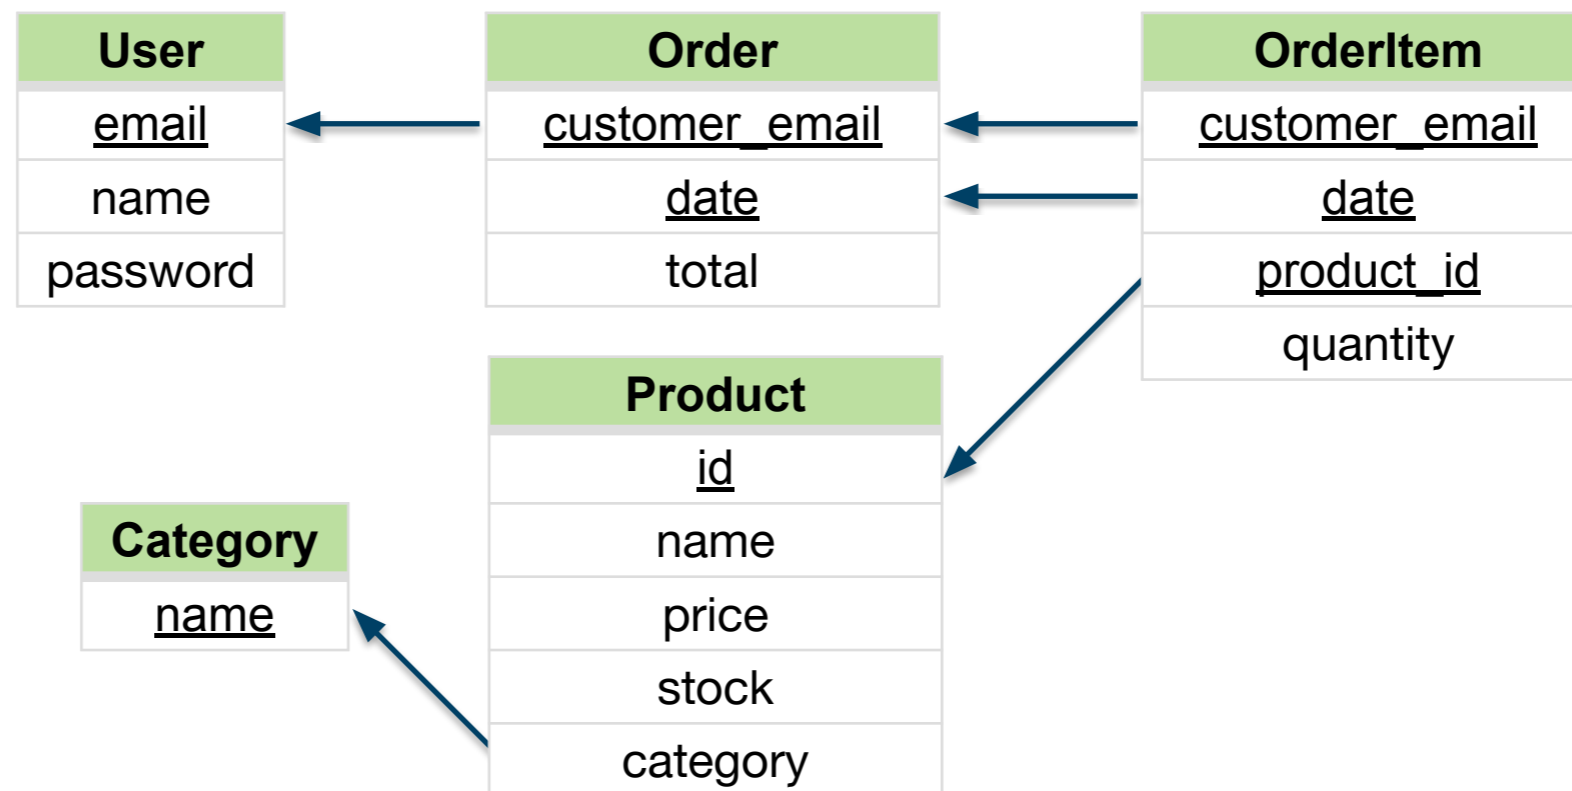 User
email
name
password
Order
customer_email
date
total
OrderItem
customer_email
date
product_id
quantity
Product
id
name
price
stock
category
Category
name